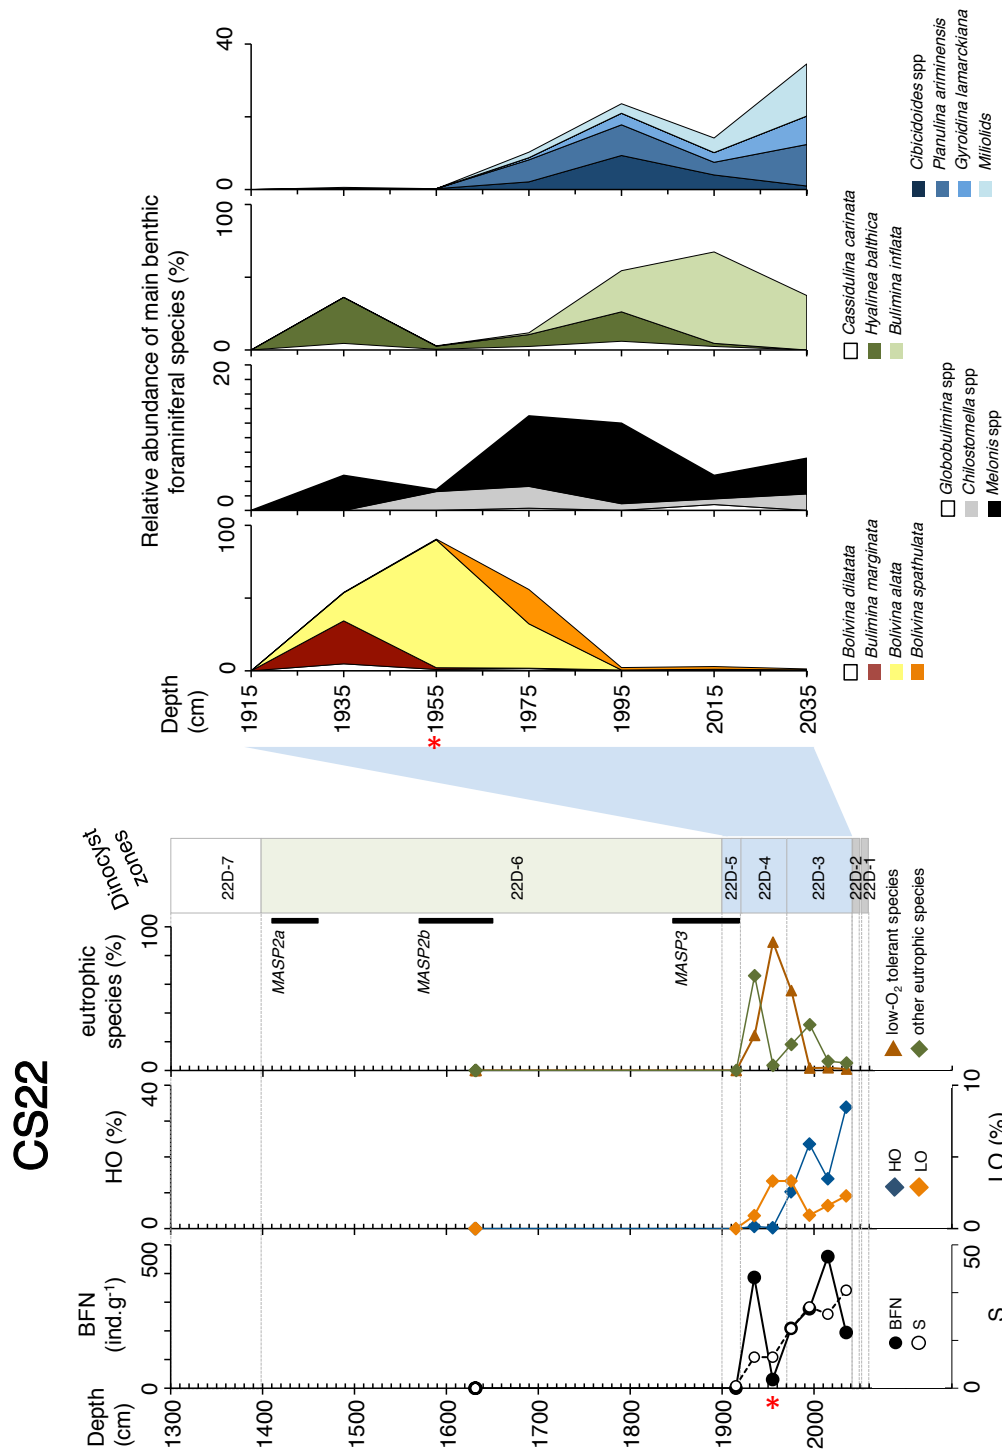 CS22
Depth
(cm)
1300
1400
1500
1600
1700
1800
1900
2000
*
BFN
(ind.g-1)
0
500
BFN
S
0
50
S
HO (%)
0
40
HO
LO
0
10
LO (%)
eutrophic
species (%)
0
100
MASP2a
MASP2b
MASP3
low-O2 tolerant species
other eutrophic species
Dinocyst
zones
22D-7
22D-6
22D-5
22D-4
22D-3
22D-2
22D-1
Relative abundance of main benthic
foraminiferal species (%)
Depth
(cm)
1915
1935
1955
1975
1995
2015
2035
*
0
100
Bolivina dilatata
Bulimina marginata
Bolivina alata
Bolivina spathulata
0
20
Globobulimina spp
Chilostomella spp
Melonis spp
0
100
Cassidulina carinata
Hyalinea balthica
Bulimina inflata
0
40
Cibicidoides spp
Planulina ariminensis
Gyroidina lamarckiana
Miliolids